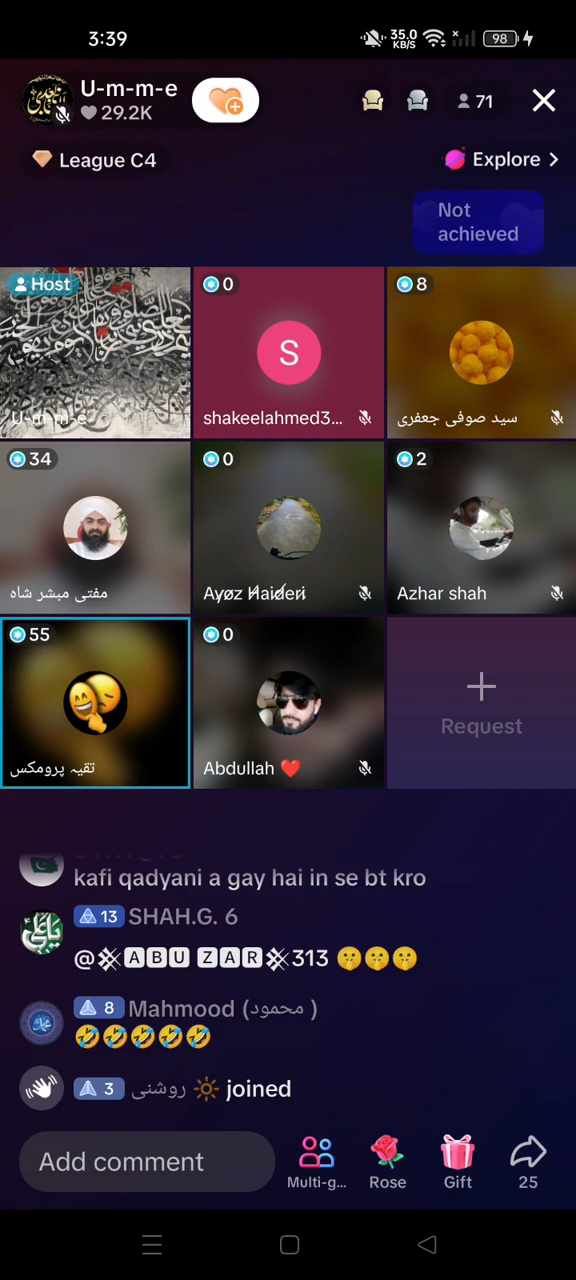 3:39
35.0
KB/S
98
U-m-m-e
29.2K
71
League C4
Explore >
Not
achieved
Host
U-m-m-e
0
shakeelahmed3...
8
سید صوفی جعفری
34
مفتی مبشر شاہ
0
Ayøz Haideri
2
Azhar shah
55
تقیہ پرومکس
0
Abdullah ❤️
Request
kafi qadyani a gay hai in se bt kro
13 SHAH.G. 6
@ABU ZAR313 🤫🤫🤫
8 Mahmood (محمود )
🤣🤣🤣🤣🤣
3 روشنی 🔆 joined
Add comment
Multi-g...
Rose
Gift
25